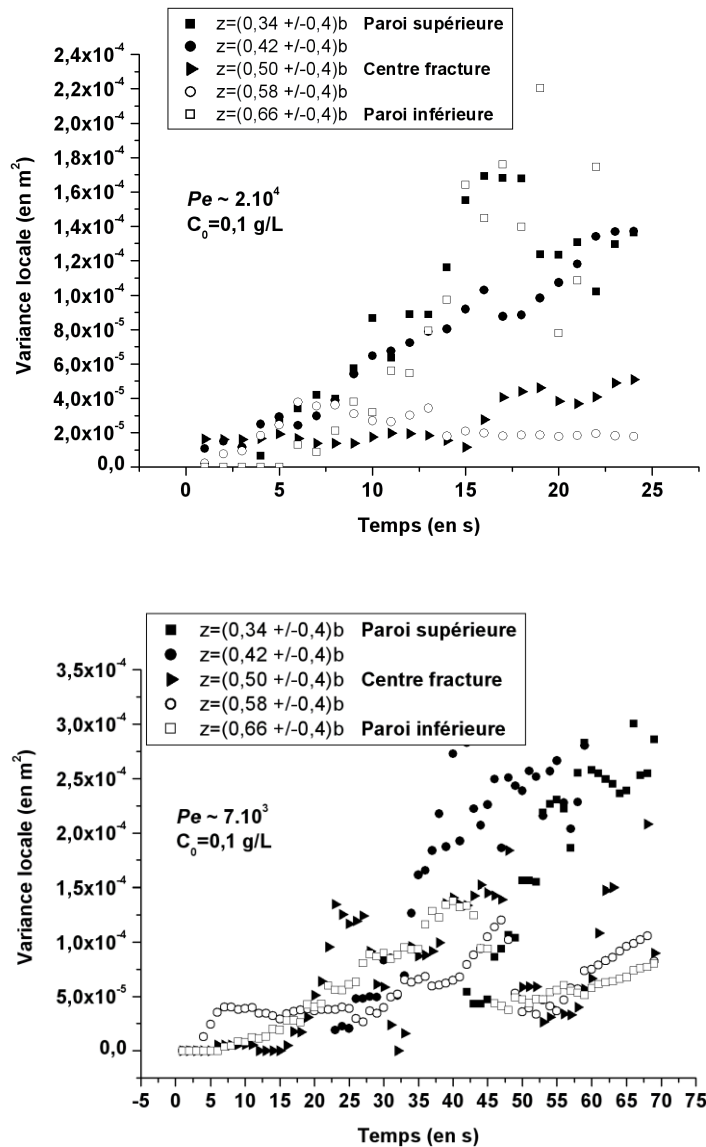 z=(0,34 +/-0,4)b Paroi supérieure
z=(0,42 +/-0,4)b
z=(0,50 +/-0,4)b Centre fracture
z=(0,58 +/-0,4)b
z=(0,66 +/-0,4)b Paroi inférieure
2,4x10⁻⁴
2,2x10⁻⁴
2,0x10⁻⁴
1,8x10⁻⁴
1,6x10⁻⁴
1,4x10⁻⁴
1,2x10⁻⁴
1,0x10⁻⁴
8,0x10⁻⁵
6,0x10⁻⁵
4,0x10⁻⁵
2,0x10⁻⁵
0,0
Variance locale (en m²)
Pe ~ 2.10⁴
C₀=0,1 g/L
0 5 10 15 20 25
Temps (en s)
z=(0,34 +/-0,4)b Paroi supérieure
z=(0,42 +/-0,4)b
z=(0,50 +/-0,4)b Centre fracture
z=(0,58 +/-0,4)b
z=(0,66 +/-0,4)b Paroi inférieure
3,5x10⁻⁴
3,0x10⁻⁴
2,5x10⁻⁴
2,0x10⁻⁴
1,5x10⁻⁴
1,0x10⁻⁴
5,0x10⁻⁵
0,0
Variance locale (en m²)
Pe ~ 7.10³
C₀=0,1 g/L
-5 0 5 10 15 20 25 30 35 40 45 50 55 60 65 70 75
Temps (en s)